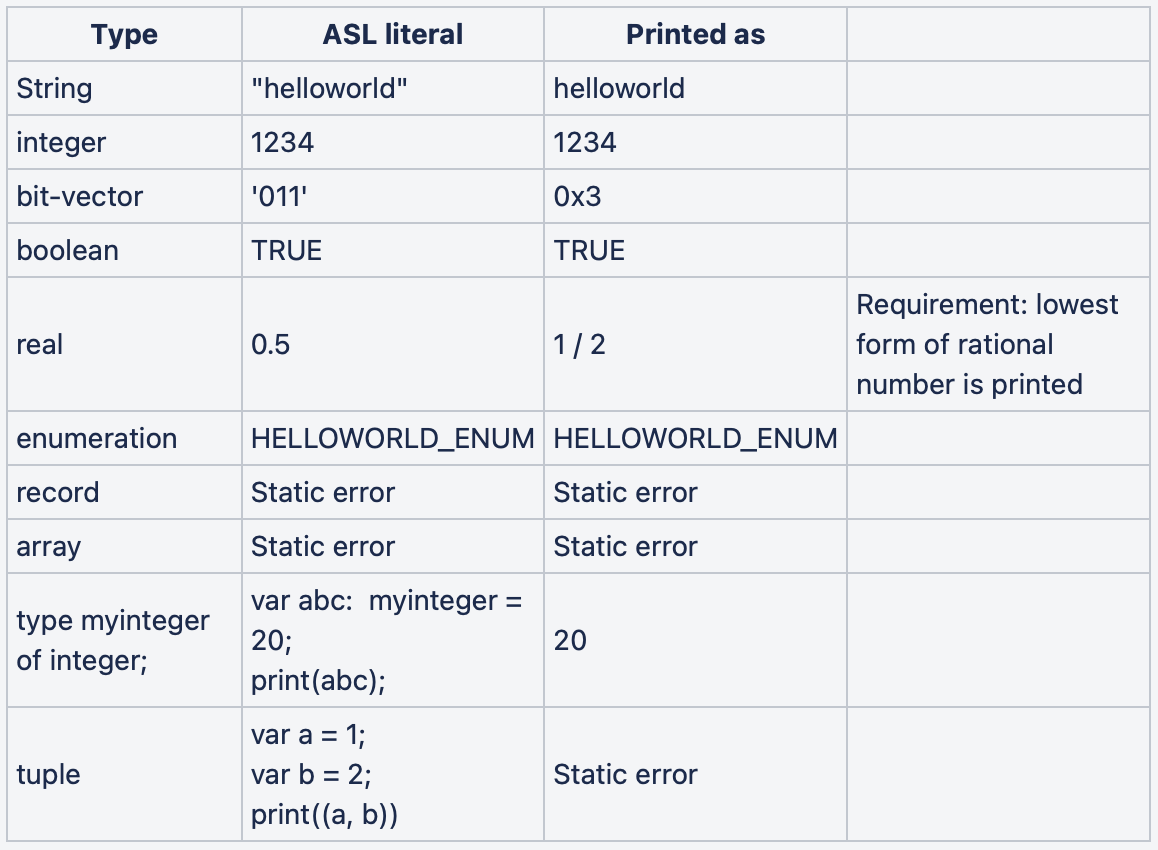 Type ASL literal Printed as
String "helloworld" helloworld
integer 1234 1234
bit-vector '011' 0x3
boolean TRUE TRUE
real 0.5 1 / 2 Requirement: lowest
form of rational
number is printed
enumeration HELLOWORLD_ENUM HELLOWORLD_ENUM
record Static error Static error
array Static error Static error
type myinteger
of integer;
var abc:  myinteger =
20;
print(abc);
20
tuple
var a = 1;
var b = 2;
print((a, b))
Static error